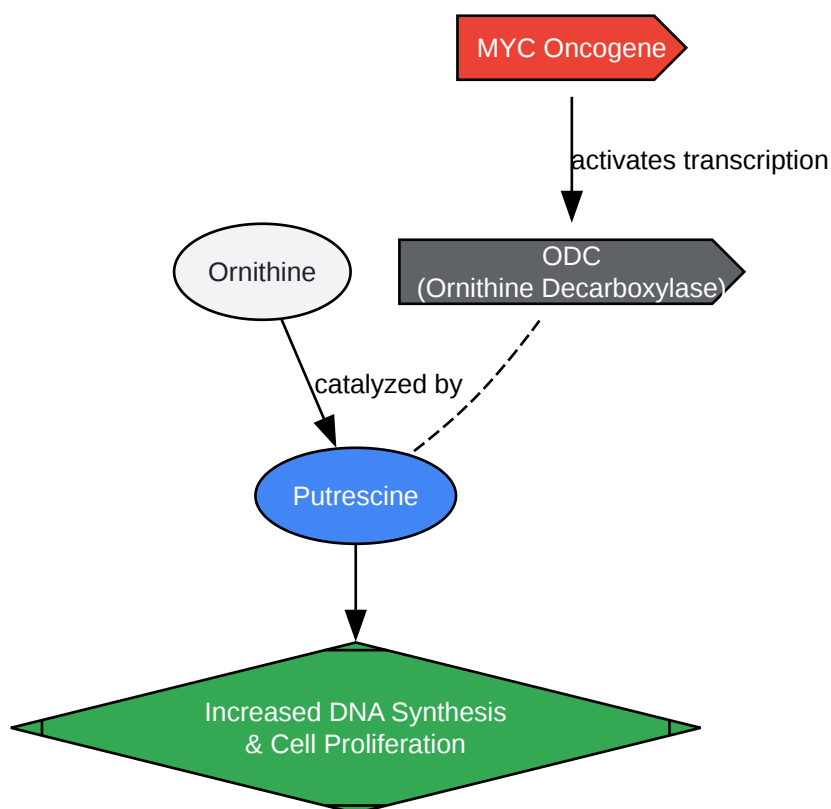 MYC Oncogene
activates transcription
Ornithine
ODC
(Ornithine Decarboxylase)
catalyzed by
Putrescine
Increased DNA Synthesis
& Cell Proliferation